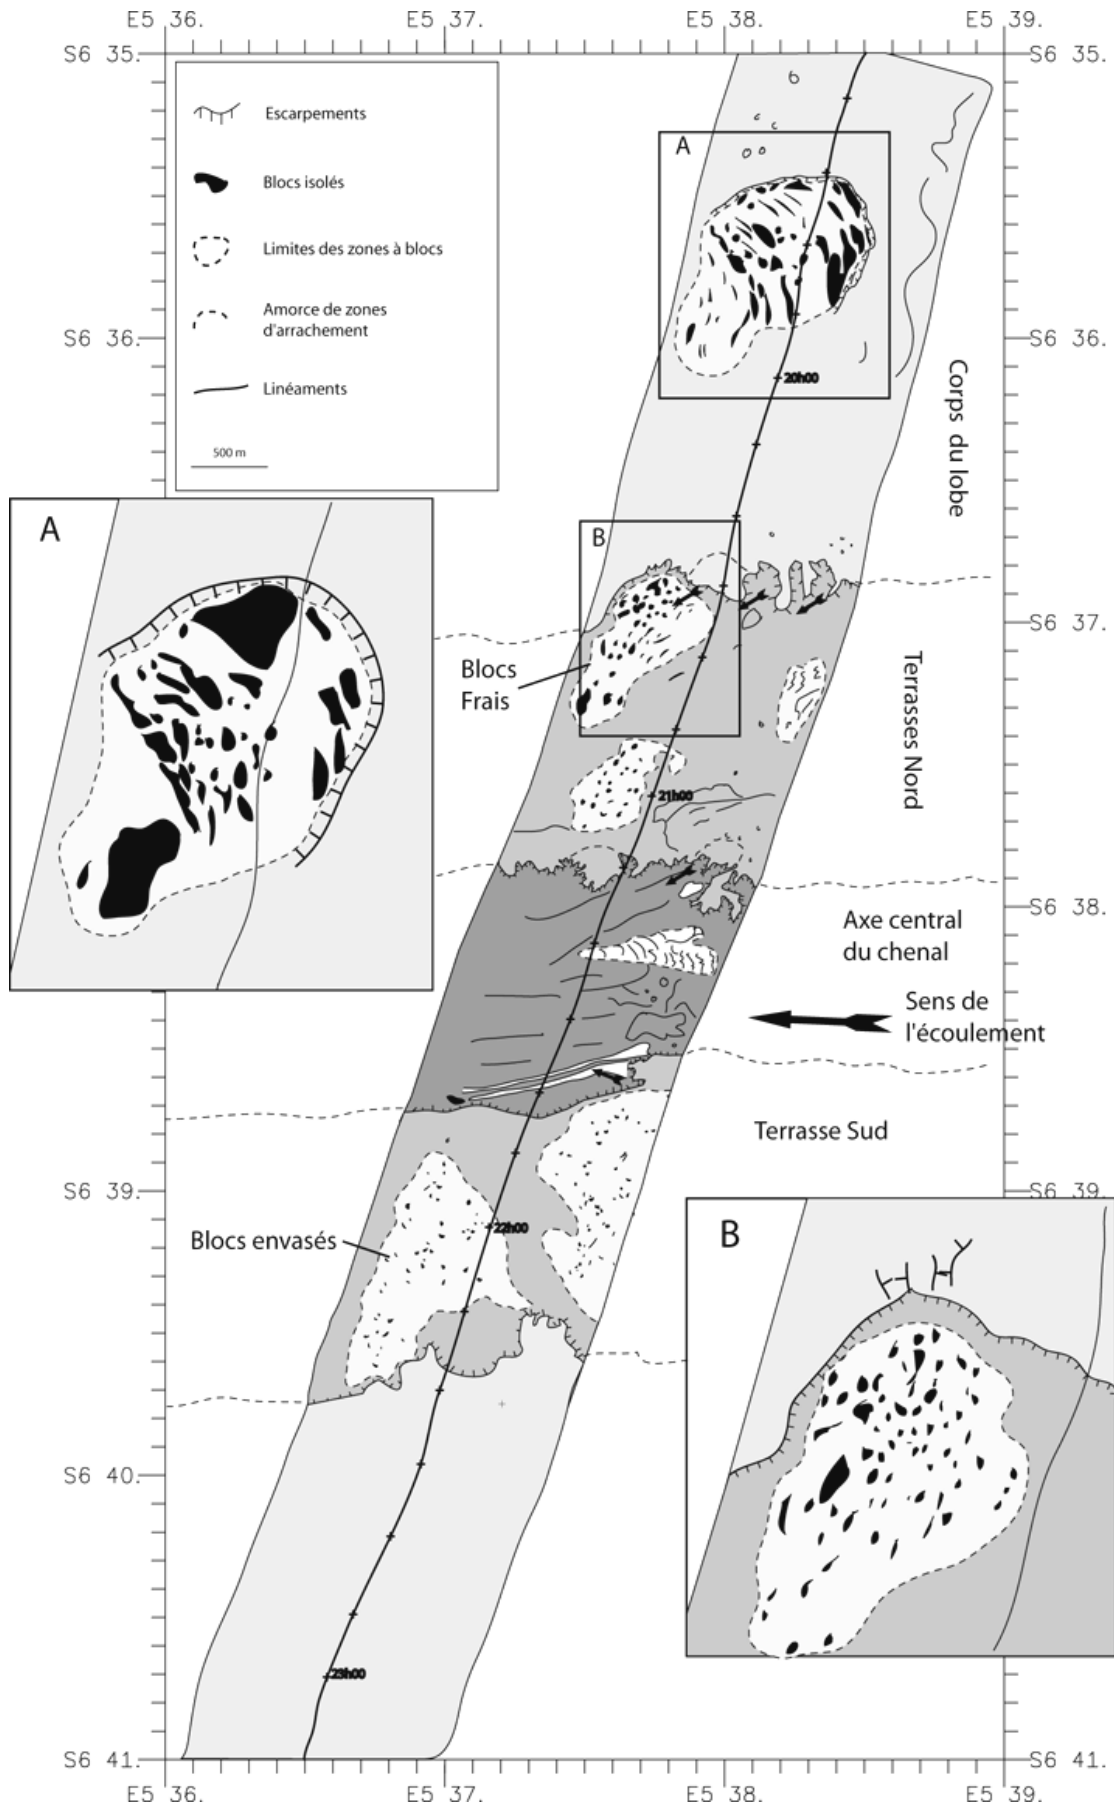 E5 36.
E5 37.
E5 38.
E5 39.
S6 35.
S6 35.
Escarpements
Blocs isolés
Limites des zones à blocs
Amorce de zones
d'arrachement
Linéaments
500 m
A
S6 36.
S6 36.
20h00
Corps du lobe
A
B
S6 37.
Blocs
Frais
Terrasses Nord
21h00
S6 38.
Axe central
du chenal
Sens de
l'écoulement
Terrasse Sud
S6 39.
S6 39.
22h00
Blocs envasés
B
S6 40.
23h00
S6 41.
S6 41.
E5 36.
E5 37.
E5 38.
E5 39.